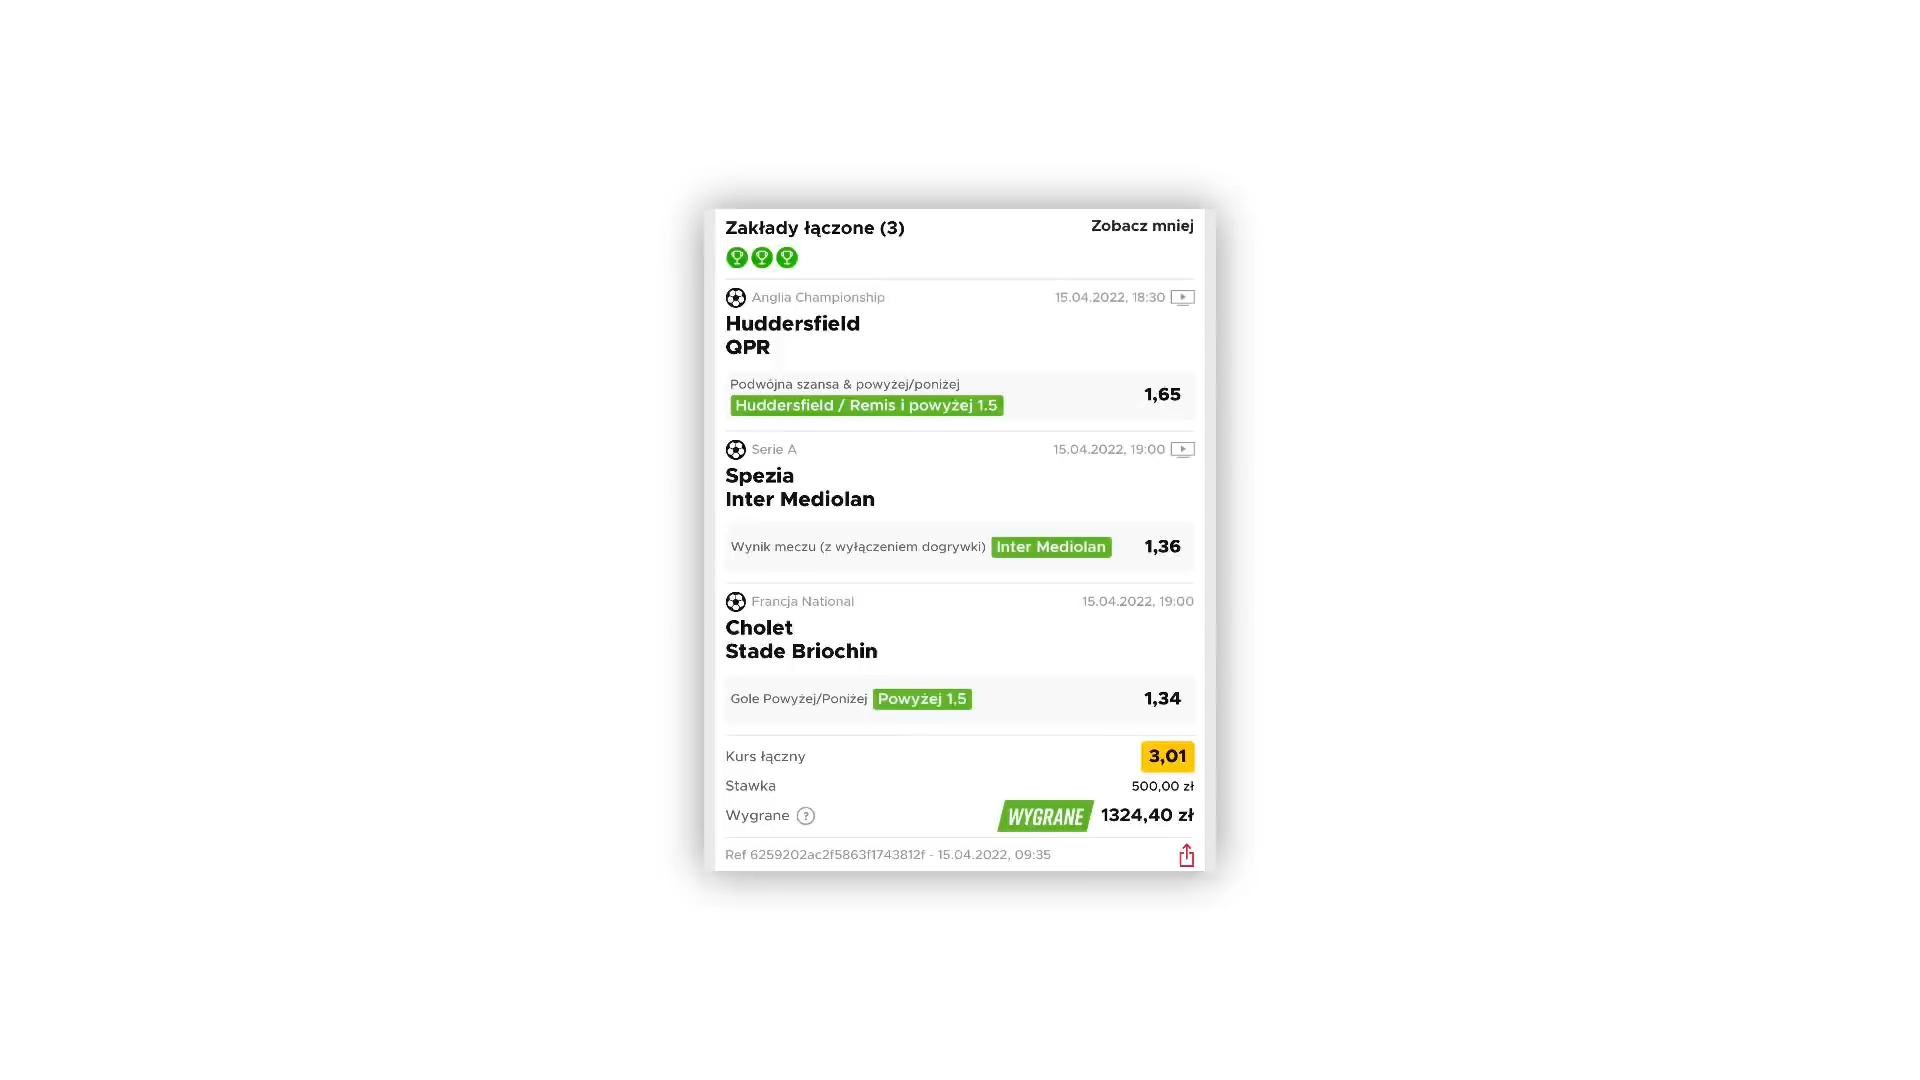 Zakłady łączone (3)
Zobacz mniej
Anglia Championship
15.04.2022, 18:30
Huddersfield
QPR
Podwójna szansa & powyżej/poniżej
Huddersfield / Remis i powyżej 1.5
1,65
Serie A
15.04.2022, 19:00
Spezia
Inter Mediolan
Wynik meczu (z wyłączeniem dogrywki) Inter Mediolan
1,36
Francja National
15.04.2022, 19:00
Cholet
Stade Briochin
Gole Powyżej/Poniżej Powyżej 1,5
1,34
Kurs łączny
3,01
Stawka
500,00 zł
Wygrane ?
WYGRANE 1324,40 zł
Ref 6259202ac2f5863f1743812f - 15.04.2022, 09:35